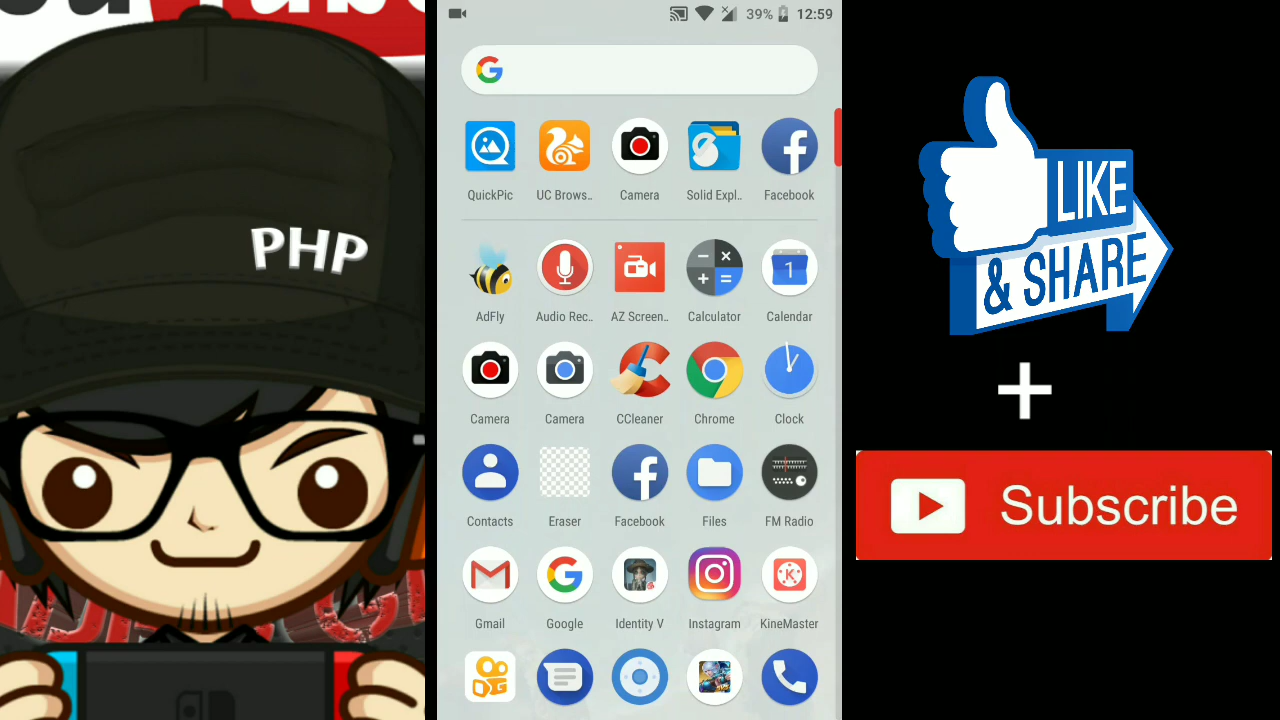 YouTube
PHP
39% 12:59
G
QuickPic UC Brows.. Camera Solid Expl.. Facebook
AdFly Audio Rec.. AZ Screen.. Calculator Calendar
1
Camera Camera CCleaner Chrome Clock
Contacts Eraser Facebook Files FM Radio
Gmail Google Identity V Instagram KineMaster
LIKE
& SHARE
+
Subscribe